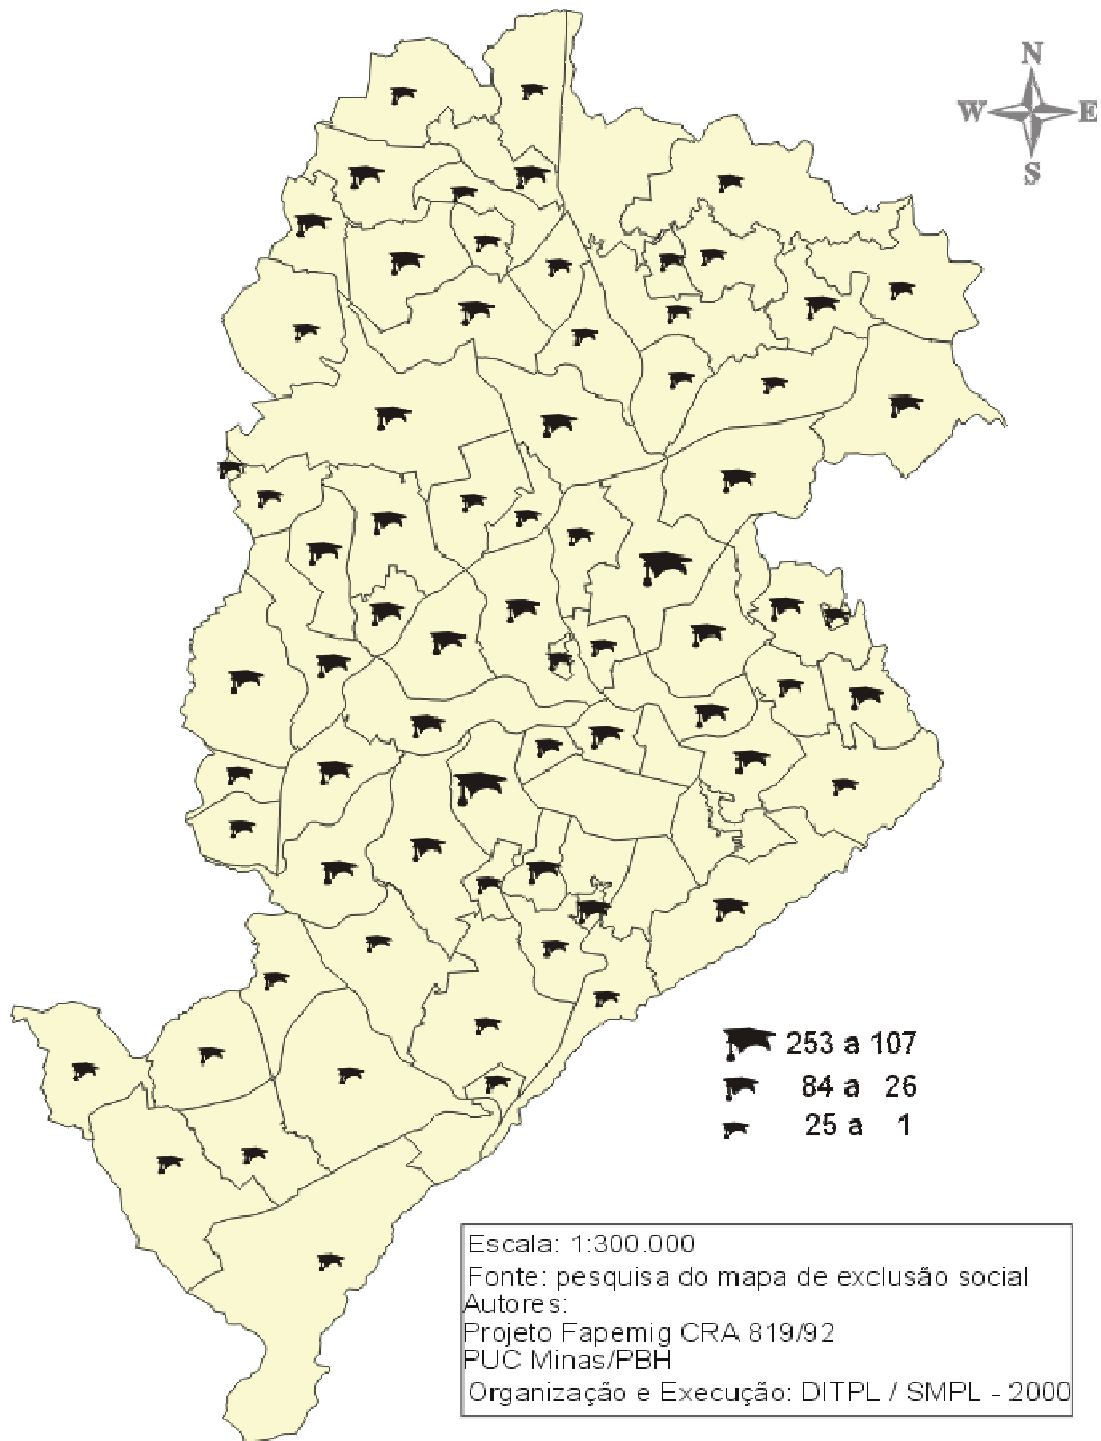 N
W E
S
253 a 107
84 a 26
25 a 1
Escala: 1:300.000
Fonte: pesquisa do mapa de exclusão social
Autores:
Projeto Fapemig CRA 819/92
PUC Minas/PBH
Organização e Execução: DITPL / SMPL - 2000